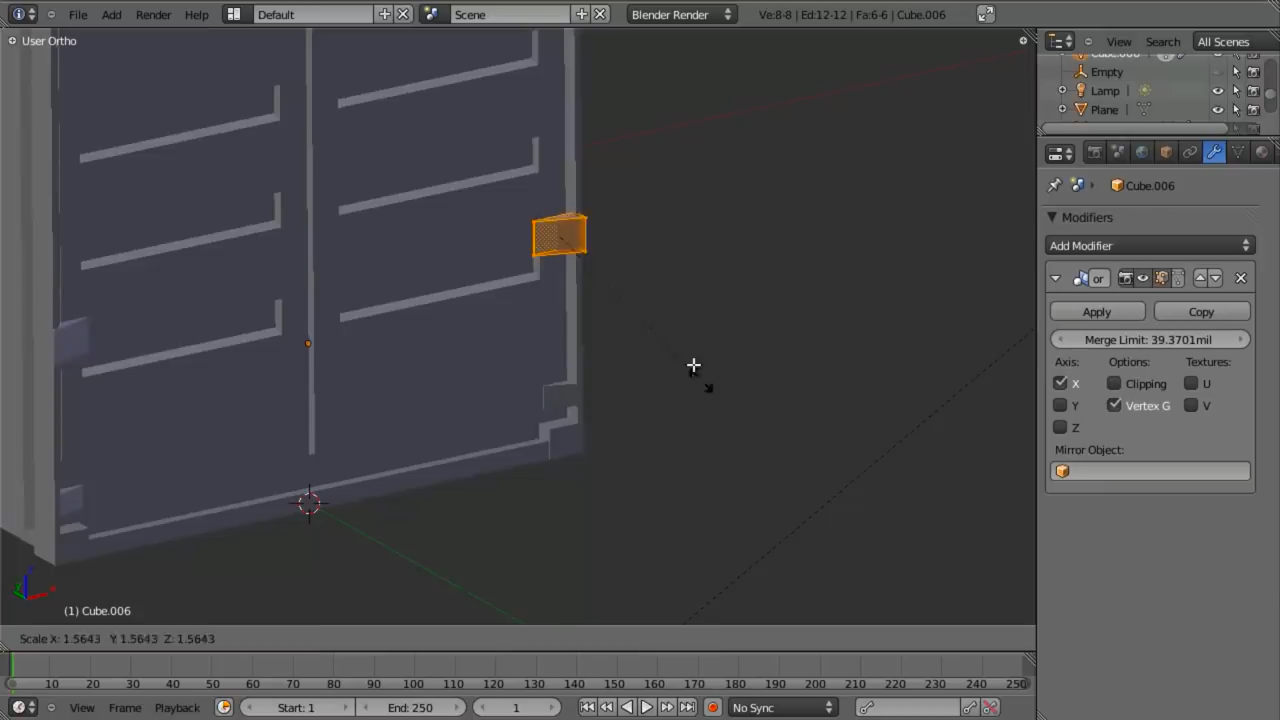 File Add Render Help Default Scene Blender Render Ve:8-8 | Ed:12-12 | Fa:6-6 | Cube.006
User Ortho
View Search All Scenes
Empty
Lamp
Plane
Cube.006
Modifiers
Add Modifier
or
Apply Copy
Merge Limit: 39.3701mil
Axis: Options: Textures:
X Clipping U
Y Vertex G V
Z
Mirror Object:
(1) Cube.006
Scale X: 1.5643 Y: 1.5643 Z: 1.5643
10 20 30 40 50 60 70 80 90 100 110 120 130 140 150 160 170 180 190 200 210 220 230 240 250
View Frame Playback Start: 1 End: 250 1 No Sync